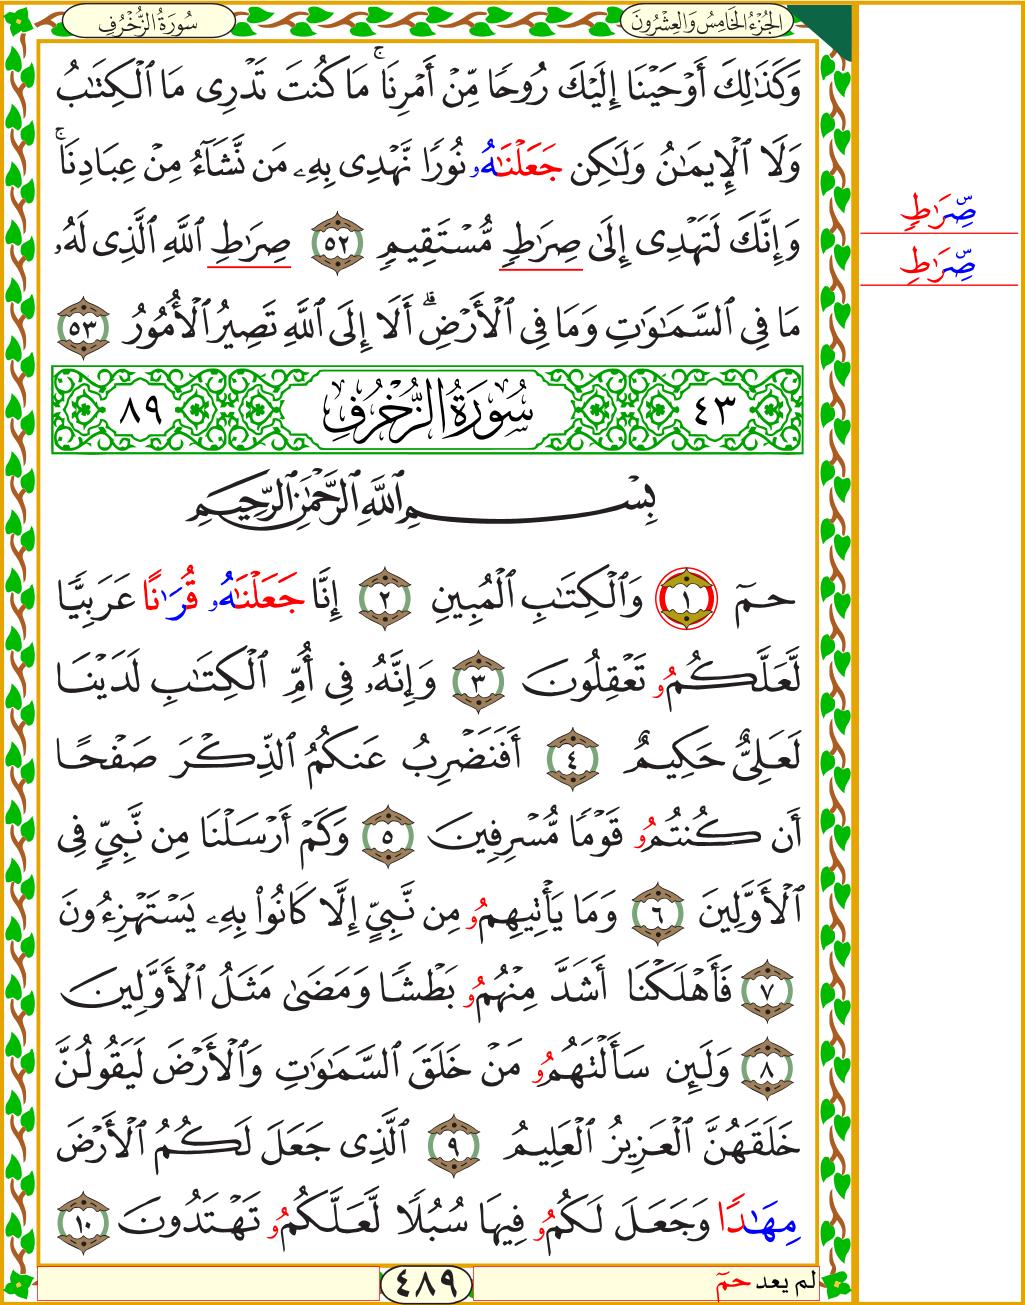 سُورَةُ الزُّخْرُفِ
الجُزْءُ الخَامِسُ وَالعِشْرُونَ
وَكَذَٰلِكَ أَوْحَيْنَا إِلَيْكَ رُوحًا مِّنْ أَمْرِنَا ۚ مَا كُنتَ تَدْرِى مَا ٱلْكِتَٰبُ
وَلَا ٱلْإِيمَٰنُ وَلَٰكِن جَعَلْنَٰهُۥ نُورًا نَّهْدِى بِهِۦ مَن نَّشَآءُ مِنْ عِبَادِنَا ۚ
وَإِنَّكَ لَتَهْدِى إِلَىٰ صِرَٰطٍ مُّسْتَقِيمٍ ٥٢ صِرَٰطِ ٱللَّهِ ٱلَّذِى لَهُۥ
مَا فِى ٱلسَّمَٰوَٰتِ وَمَا فِى ٱلْأَرْضِ ۗ أَلَا إِلَى ٱللَّهِ تَصِيرُ ٱلْأُمُورُ ٥٣
٤٣ سُورَةُ الزُّخْرُفِ ٨٩
بِسْمِ ٱللَّهِ ٱلرَّحْمَٰنِ ٱلرَّحِيمِ
حمٓ ١ وَٱلْكِتَٰبِ ٱلْمُبِينِ ٢ إِنَّا جَعَلْنَٰهُۥ قُرَٰنًا عَرَبِيًّا
لَّعَلَّكُمُۥ تَعْقِلُونَ ٣ وَإِنَّهُۥ فِى أُمِّ ٱلْكِتَٰبِ لَدَيْنَا
لَعَلِىٌّ حَكِيمٌ ٤ أَفَنَضْرِبُ عَنكُمُ ٱلذِّكْرَ صَفْحًا
أَن كُنتُمُۥ قَوْمًا مُّسْرِفِينَ ٥ وَكَمْ أَرْسَلْنَا مِن نَّبِىٍّ فِى
ٱلْأَوَّلِينَ ٦ وَمَا يَأْتِيهِمُۥ مِن نَّبِىٍّ إِلَّا كَانُوا۟ بِهِۦ يَسْتَهْزِءُونَ
٧ فَأَهْلَكْنَا أَشَدَّ مِنْهُمُۥ بَطْشًا وَمَضَىٰ مَثَلُ ٱلْأَوَّلِينَ
٨ وَلَئِن سَأَلْتَهُمُۥ مَنْ خَلَقَ ٱلسَّمَٰوَٰتِ وَٱلْأَرْضَ لَيَقُولُنَّ
خَلَقَهُنَّ ٱلْعَزِيزُ ٱلْعَلِيمُ ٩ ٱلَّذِى جَعَلَ لَكُمُ ٱلْأَرْضَ
مِهَٰدًا وَجَعَلَ لَكُمُۥ فِيهَا سُبُلًا لَّعَلَّكُمُۥ تَهْتَدُونَ ١٠
صِّرَٰطٍ
صِّرَٰطِ
لم يعد حمٓ
٤٨٩